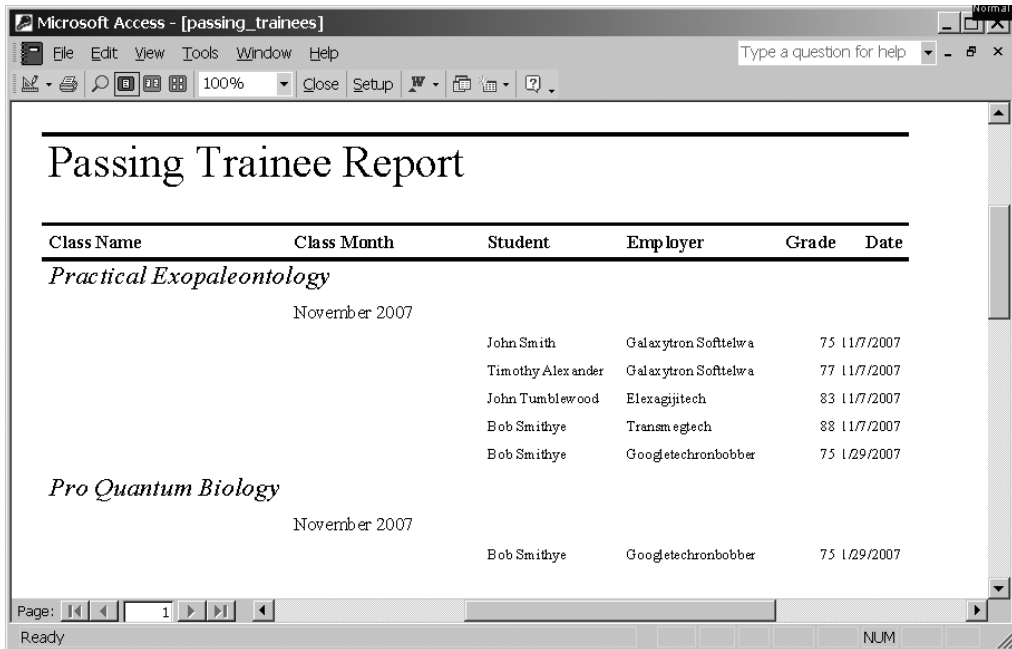 Normal
Microsoft Access - [passing_trainees]
File Edit View Tools Window Help Type a question for help
100% Close Setup
Passing Trainee Report
Class Name Class Month Student Employer Grade Date
Practical Exopaleontology
November 2007
John Smith Galaxytron Softtelwa 75 11/7/2007
Timothy Alexander Galaxytron Softtelwa 77 11/7/2007
John Tumblewood Elexagijitech 83 11/7/2007
Bob Smithye Transmegtech 88 11/7/2007
Bob Smithye Googletechronbobber 75 1/29/2007
Pro Quantum Biology
November 2007
Bob Smithye Googletechronbobber 75 1/29/2007
Page: 1
Ready NUM